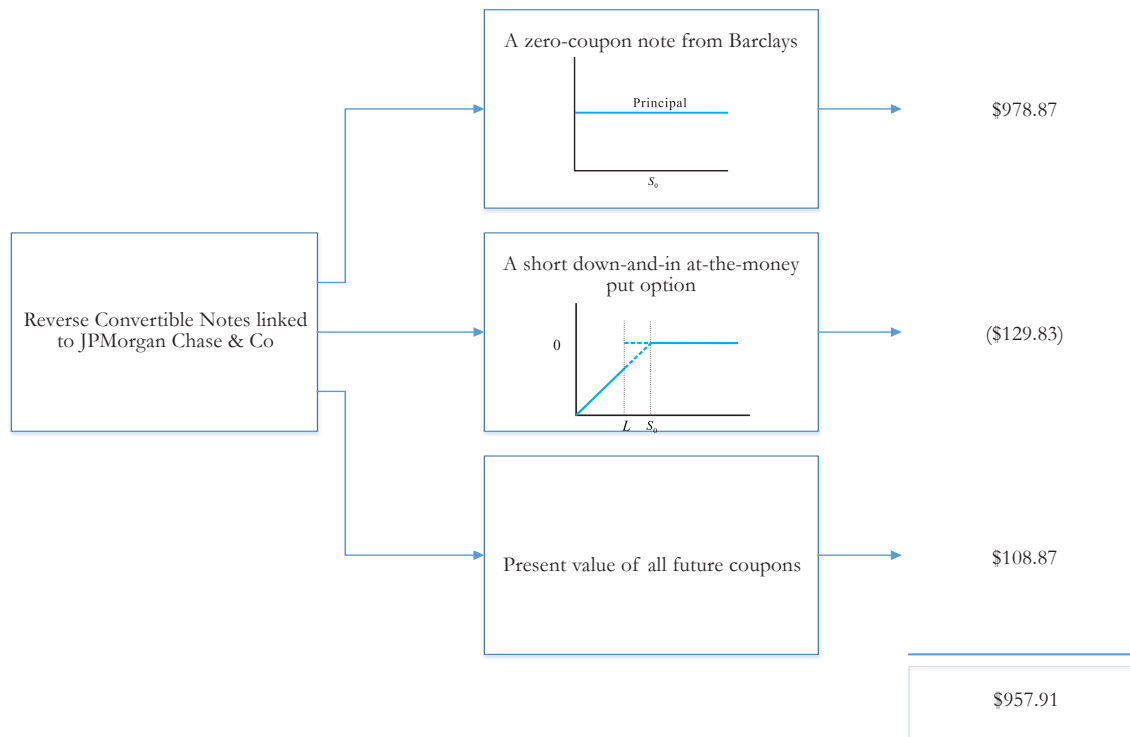 A zero-coupon note from Barclays
Principal
S₀
$978.87
Reverse Convertible Notes linked
to JPMorgan Chase & Co
A short down-and-in at-the-money
put option
0
L S₀
($129.83)
Present value of all future coupons
$108.87
$957.91